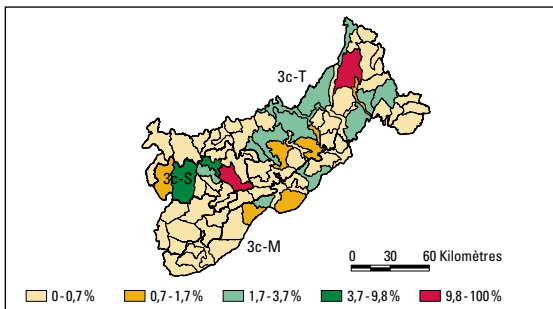 3c-T
3c-S
3c-M
0 30 60 Kilomètres
0 - 0,7 % 0,7 - 1,7 % 1,7 - 3,7 % 3,7 - 9,8 % 9,8 - 100 %